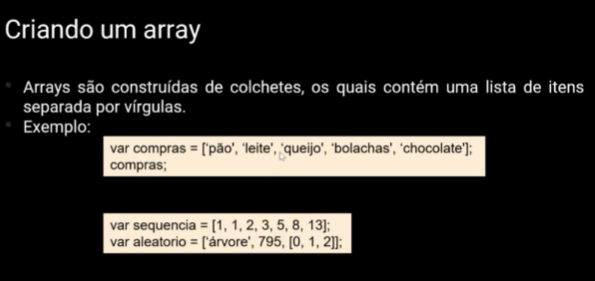 Criando um array
Arrays são construídas de colchetes, os quais contém uma lista de itens
separada por vírgulas.
Exemplo:
var compras = ['pão', 'leite', 'queijo', 'bolachas', 'chocolate'];
compras;
var sequencia = [1, 1, 2, 3, 5, 8, 13];
var aleatorio = ['árvore', 795, [0, 1, 2]];